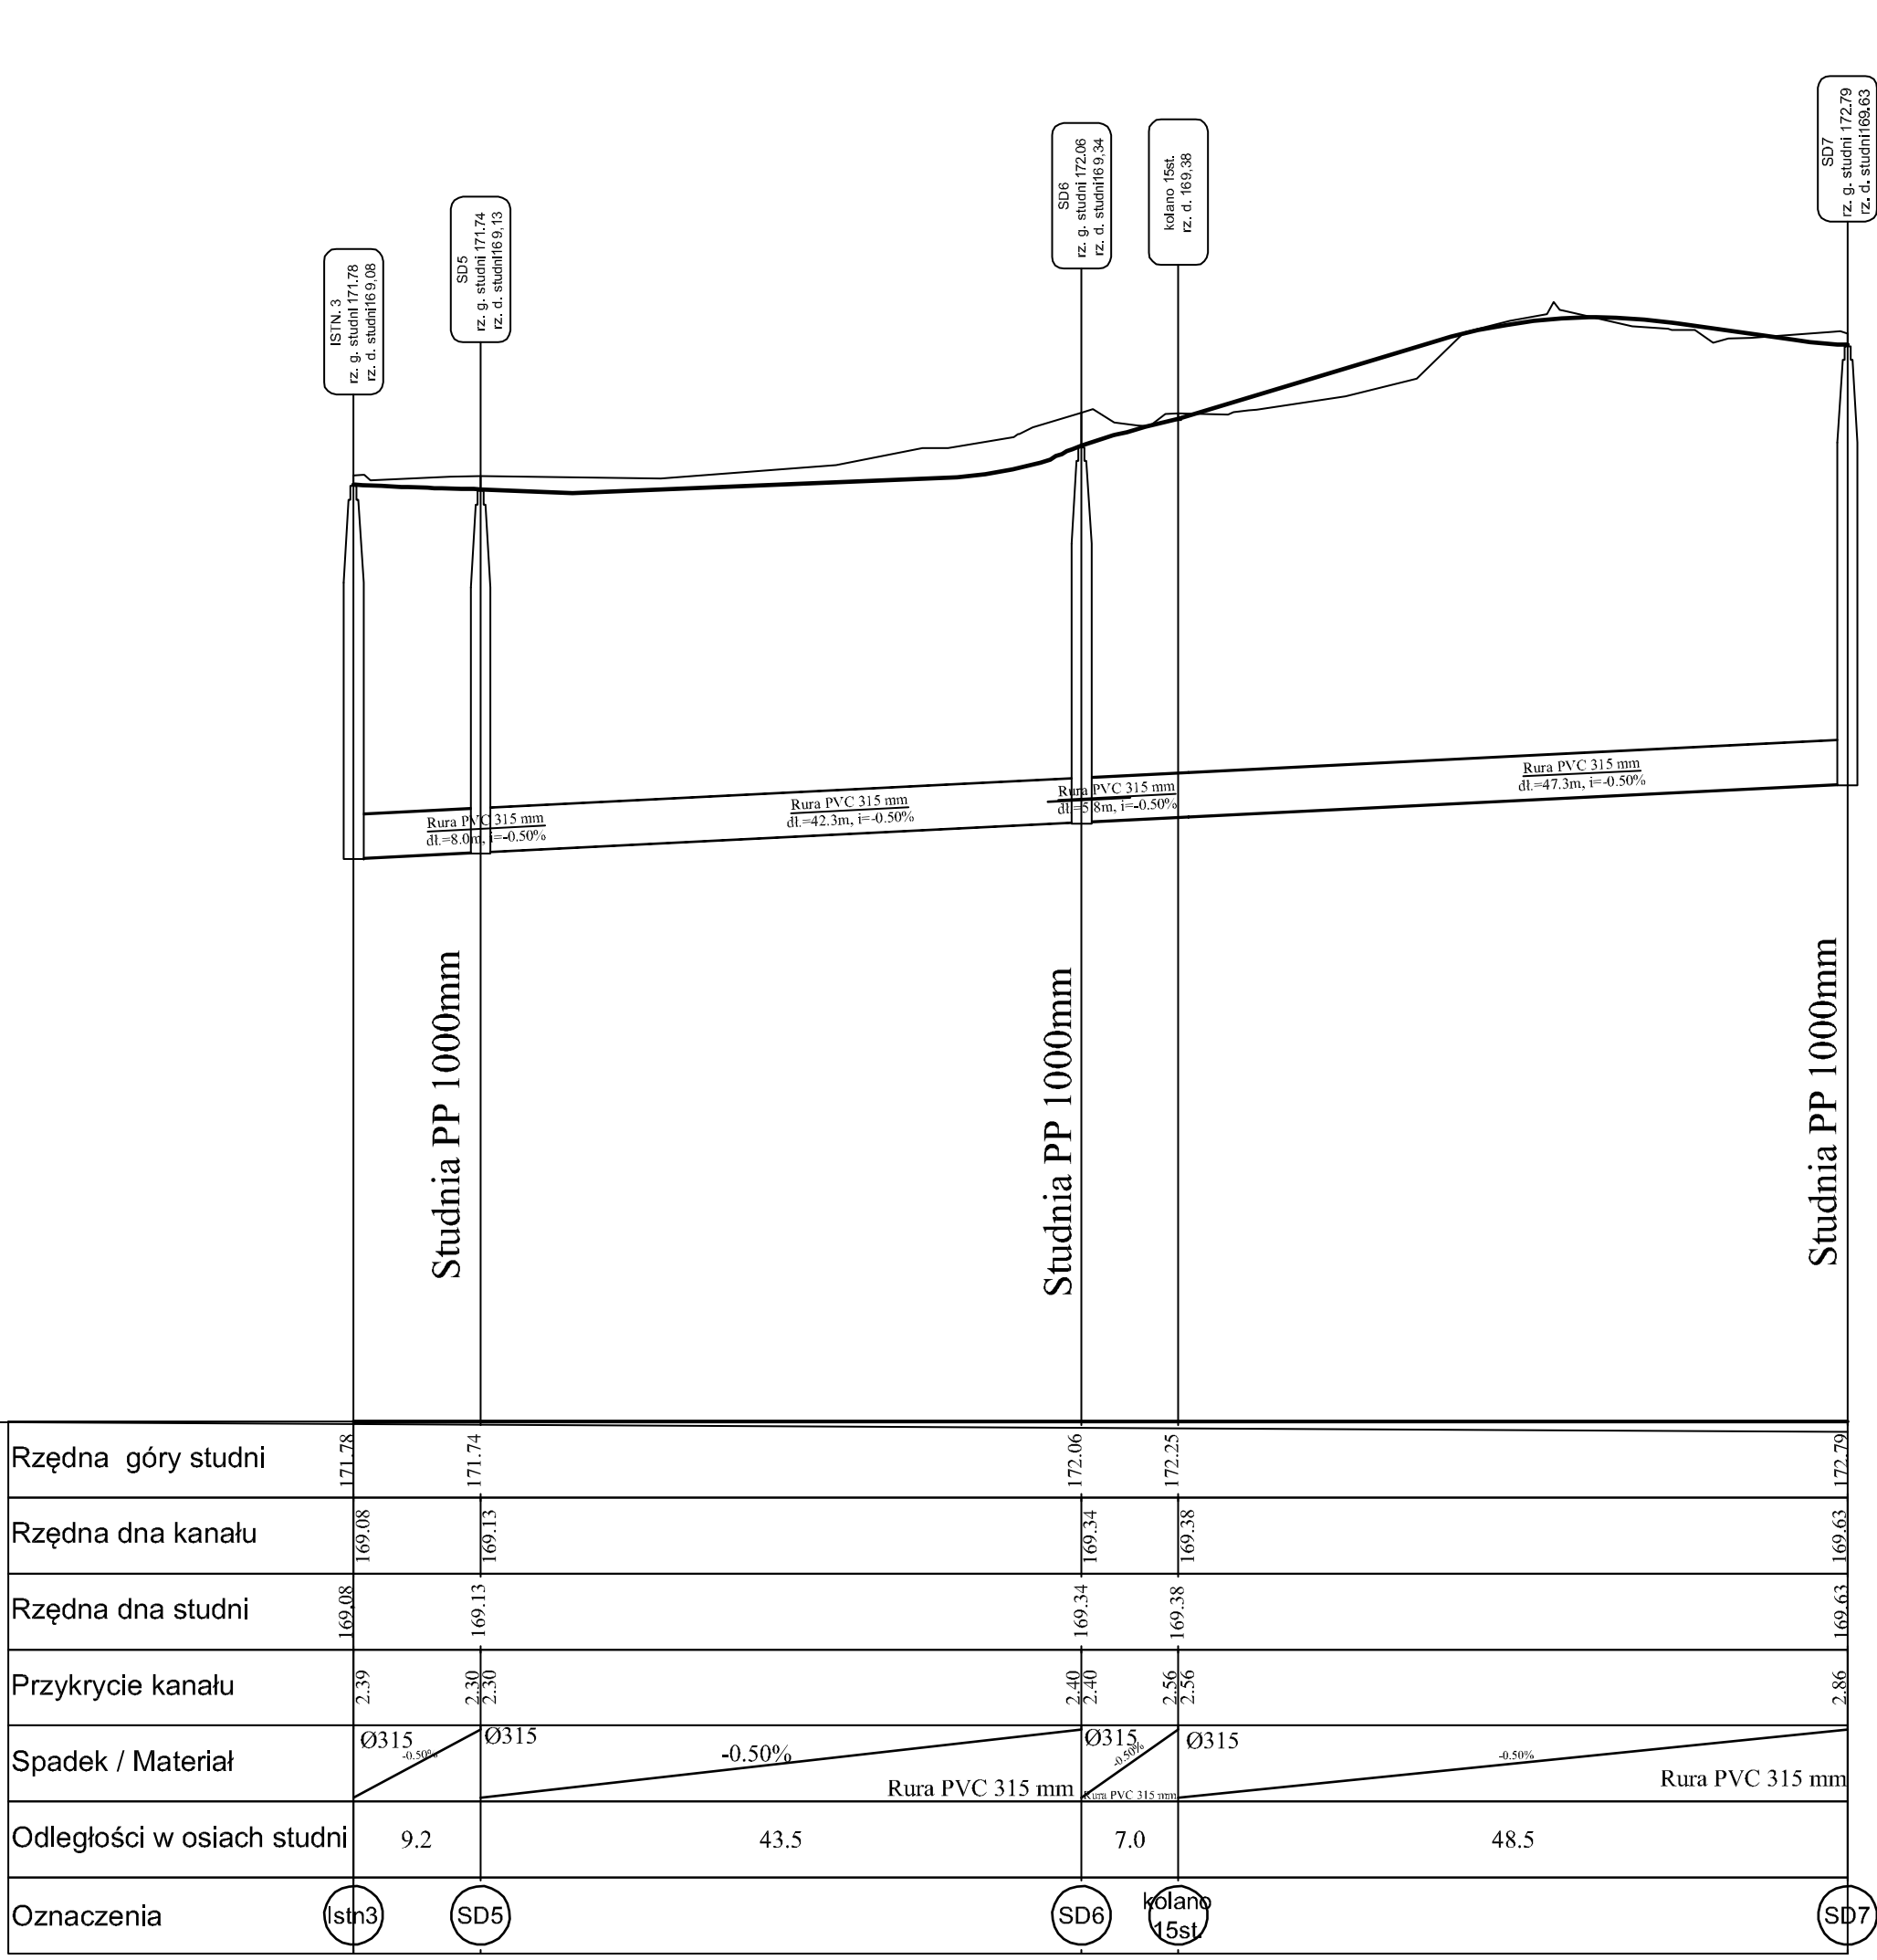 ISTN. 3
rz. g. studni 171.78
rz. d. studni169,08
SD5
rz. g. studni 171.74
rz. d. studni169,13
SD6
rz. g. studni 172.06
rz. d. studni169,34
kolano 15st.
rz. d. 169,38
SD7
rz. g. studni 172.79
rz. d. studni169.63
Rura PVC 315 mm
dł.=8.0m, i=-0.50%
Rura PVC 315 mm
dł.=42.3m, i=-0.50%
Rura PVC 315 mm
dł.=5.8m, i=-0.50%
Rura PVC 315 mm
dł.=47.3m, i=-0.50%
Studnia PP 1000mm
Studnia PP 1000mm
Studnia PP 1000mm
Rzędna góry studni 171.78 171.74 172.06 172.25 172.79
Rzędna dna kanału 169.08 169.13 169.34 169.38 169.63
Rzędna dna studni 169.08 169.13 169.34 169.38 169.63
Przykrycie kanału 2.39 2.30 2.30 2.40 2.40 2.56 2.56 2.86
Spadek / Materiał Ø315 -0.50% Ø315 -0.50% Rura PVC 315 mm Ø315 -0.50% Rura PVC 315 mm Ø315 -0.50% Rura PVC 315 mm
Odległości w osiach studni 9.2 43.5 7.0 48.5
Oznaczenia Istn3 SD5 SD6 kolano 15st. SD7